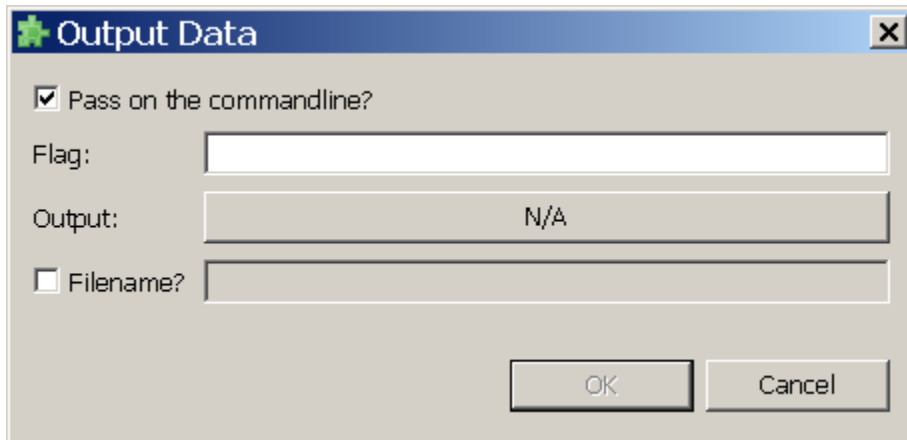 Output Data
Pass on the commandline?
Flag:
Output: N/A
Filename?
OK Cancel